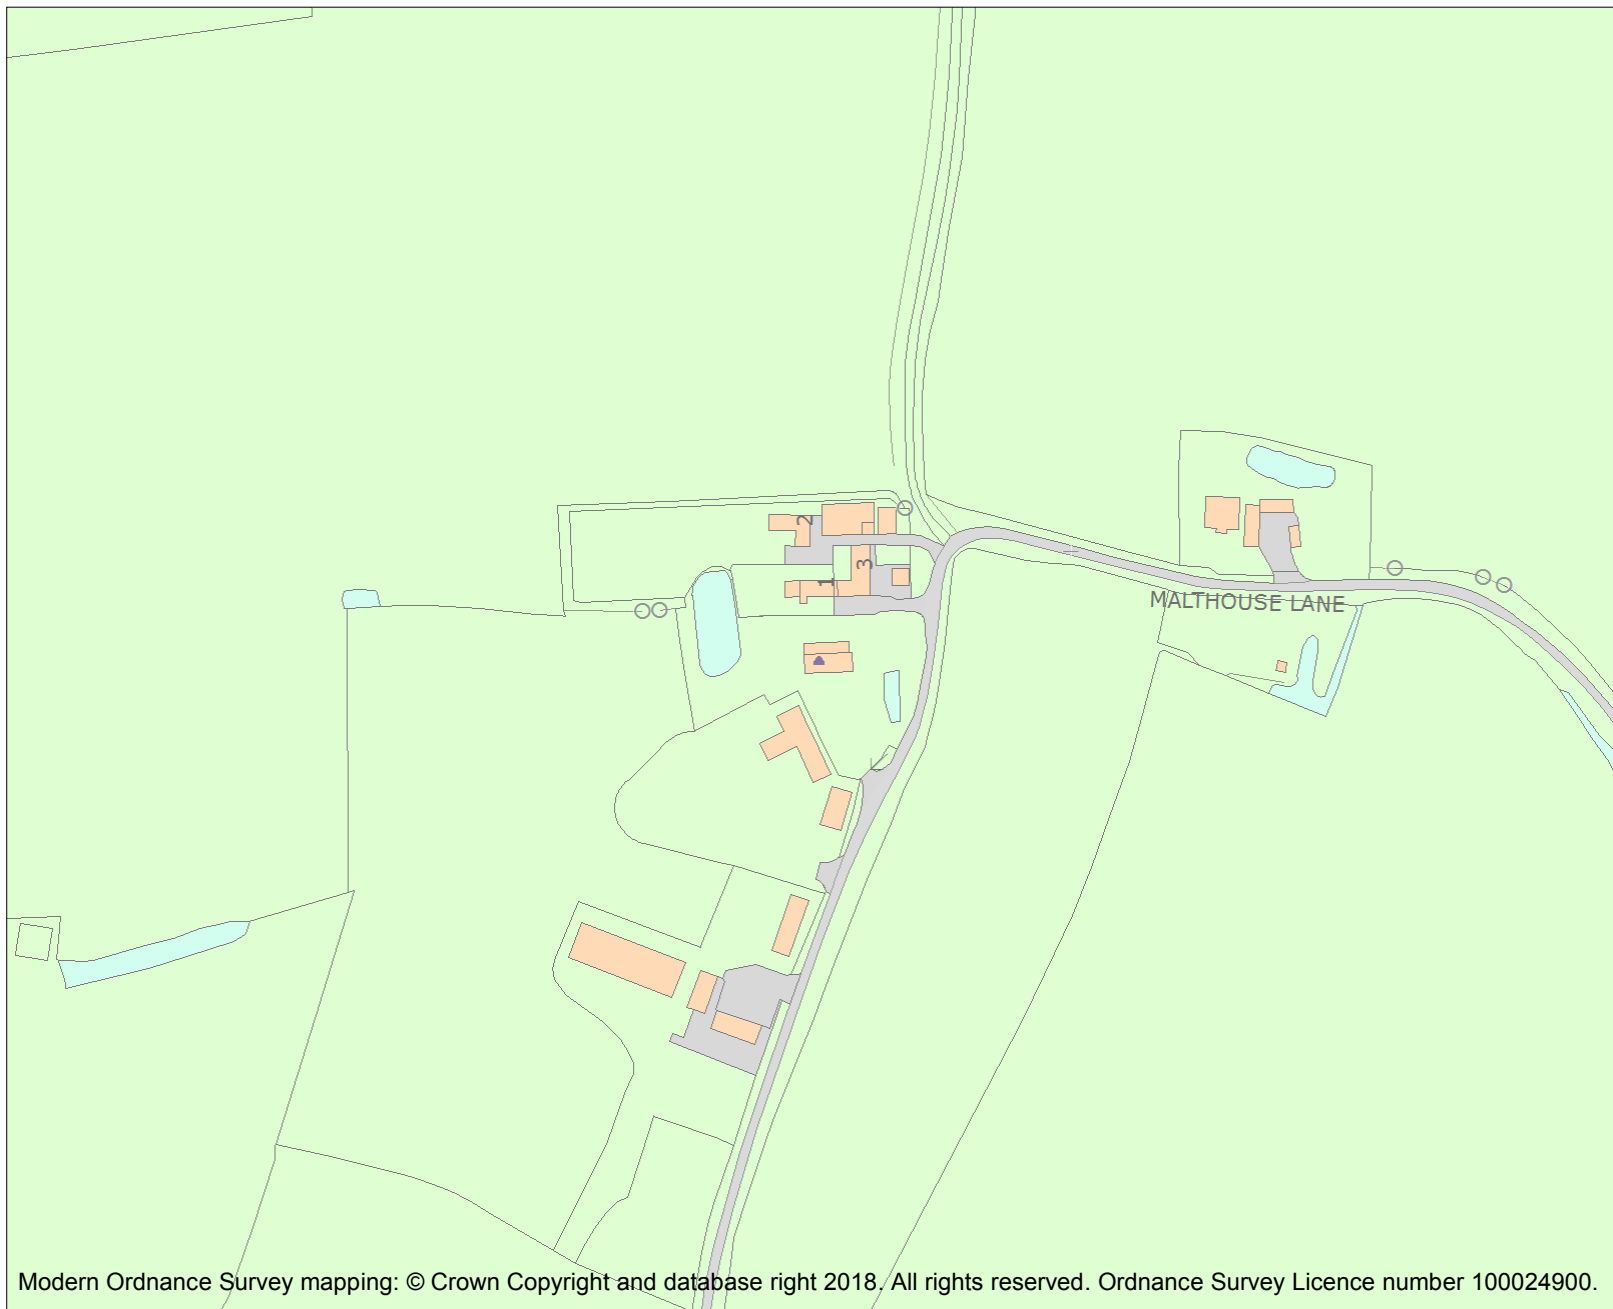 2
3
1
MALTHOUSE LANE
Modern Ordnance Survey mapping: © Crown Copyright and database right 2018. All rights reserved. Ordnance Survey Licence number 100024900.